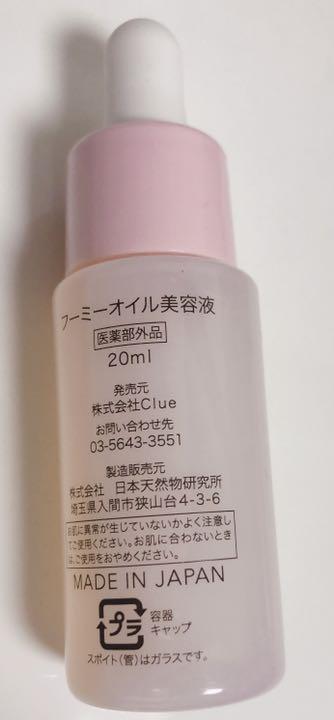 フーミーオイル美容液
医薬部外品
20ml
発売元
株式会社Clue
お問い合わせ先
03-5643-3551
製造販売元
株式会社 日本天然物研究所
埼玉県入間市狭山台4-3-6
お肌に異常が生じていないかよく注意し
てご使用ください。お肌に合わないとき
は、ご使用をおやめください。
MADE IN JAPAN
プラ
容器
キャップ
スポイト(管)はガラスです。